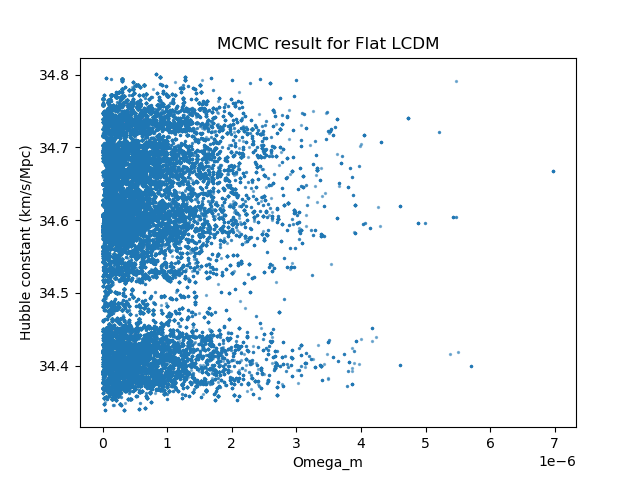 MCMC result for Flat LCDM
34.8
34.7
34.6
34.5
34.4
Hubble constant (km/s/Mpc)
0 1 2 3 4 5 6 7
1e−6
Omega_m